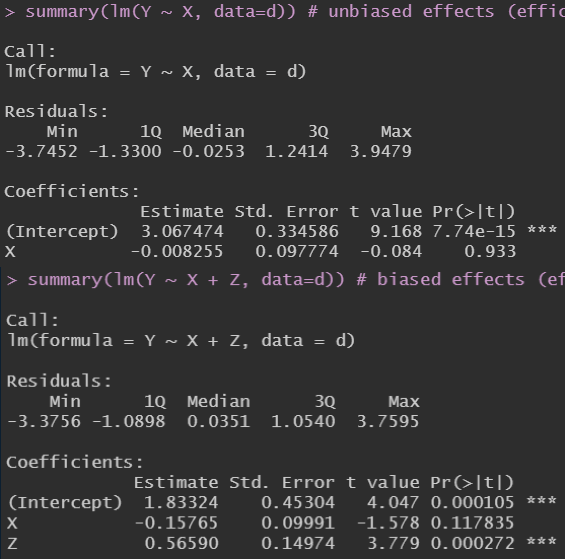 > summary(lm(Y ~ X, data=d)) # unbiased effects
Call:
lm(formula = Y ~ X, data = d)
Residuals:
Min 1Q Median 3Q Max
-3.7452 -1.3300 -0.0253 1.2414 3.9479
Coefficients:
Estimate Std. Error t value Pr(>|t|)
(Intercept) 3.067474 0.334586 9.168 7.74e-15 ***
X -0.008255 0.097774 -0.084 0.933
> summary(lm(Y ~ X + Z, data=d)) # biased effects
Call:
lm(formula = Y ~ X + Z, data = d)
Residuals:
Min 1Q Median 3Q Max
-3.3756 -1.0898 0.0351 1.0540 3.7595
Coefficients:
Estimate Std. Error t value Pr(>|t|)
(Intercept) 1.83324 0.45304 4.047 0.000105 ***
X -0.15765 0.09991 -1.578 0.117835
Z 0.56590 0.14974 3.779 0.000272 ***